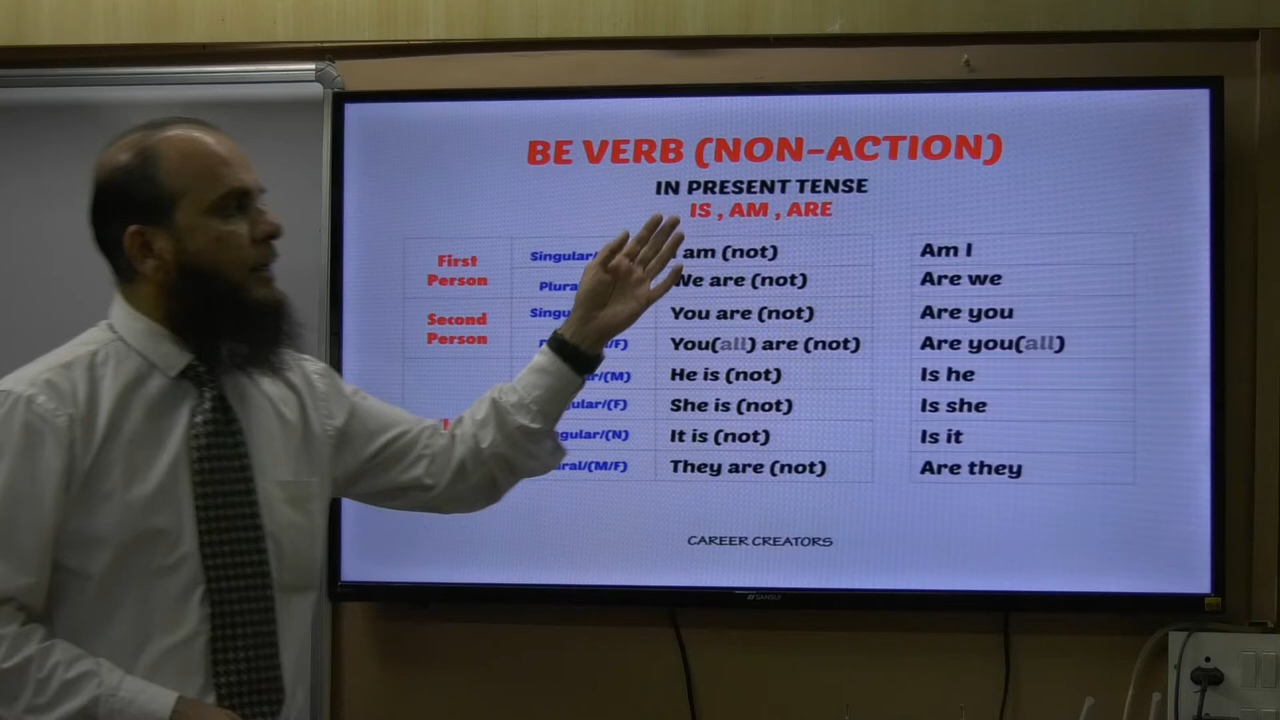 BE VERB (NON-ACTION)
IN PRESENT TENSE
IS , AM , ARE
First Person
am (not)
Am I
We are (not)
Are we
Second Person
You are (not)
Are you
You(all) are (not)
Are you(all)
He is (not)
Is he
She is (not)
Is she
It is (not)
Is it
They are (not)
Are they
CAREER CREATORS
SANSUI